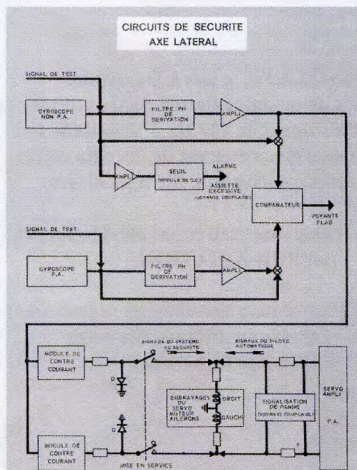 CIRCUITS DE SECURITE
AXE LATERAL
SIGNAL DE TEST
GYROSCOPE
NON P.A.
FILTRE PH
DE
DERIVATION
AMPLI
AMPLI
SEUIL
ALARME
ASSIETTE
EXCESSIVE
COMPARATEUR
VOYANTS
FLAG
SIGNAL DE TEST
GYROSCOPE
P.A.
FILTRE PH
DE
DERIVATION
AMPLI
MODULE DE
CONTRE
COURANT
SIGNAUX DU SYSTEME
DE SECURITE
SIGNAUX DU PILOTE
AUTOMATIQUE
EMBRAYAGES
DU
SERVO
MOTEUR
AILERONS
DROIT
GAUCHE
SIGNALISATION
DE PANNE
SERVO
AMPLI
P.A.
MODULE DE
CONTRE
COURANT
MISE EN SERVICE